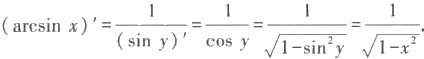 (arcsin x)′=1/(sin y)′=1/cos y=1/√(1-sin²y)=1/√(1-x²).